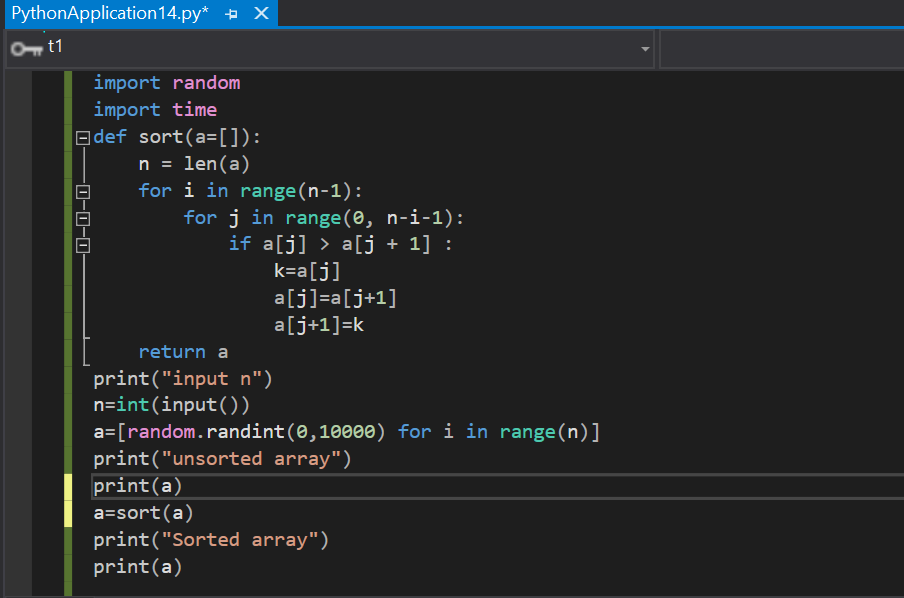 PythonApplication14.py*
t1
import random
import time
def sort(a=[]):
    n = len(a)
    for i in range(n-1):
        for j in range(0, n-i-1):
            if a[j] > a[j + 1] :
                k=a[j]
                a[j]=a[j+1]
                a[j+1]=k
    return a
print("input n")
n=int(input())
a=[random.randint(0,10000) for i in range(n)]
print("unsorted array")
print(a)
a=sort(a)
print("Sorted array")
print(a)